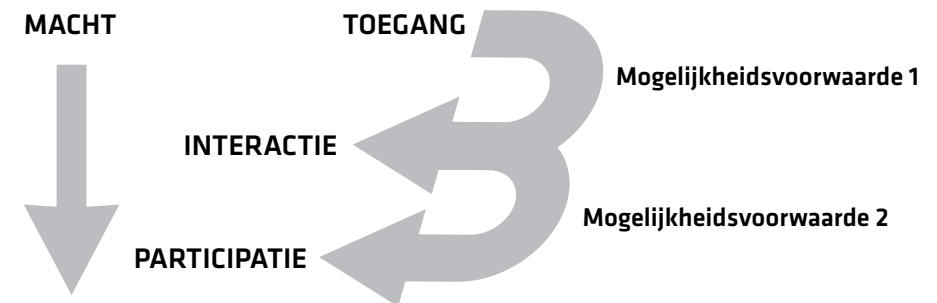 MACHT
TOEGANG
Mogelijkheidsvoorwaarde 1
INTERACTIE
Mogelijkheidsvoorwaarde 2
PARTICIPATIE